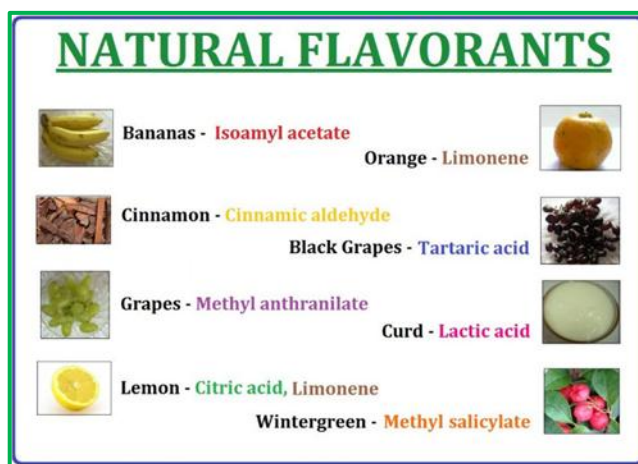 NATURAL FLAVORANTS
Bananas - Isoamyl acetate
Orange - Limonene
Cinnamon - Cinnamic aldehyde
Black Grapes - Tartaric acid
Grapes - Methyl anthranilate
Curd - Lactic acid
Lemon - Citric acid, Limonene
Wintergreen - Methyl salicylate